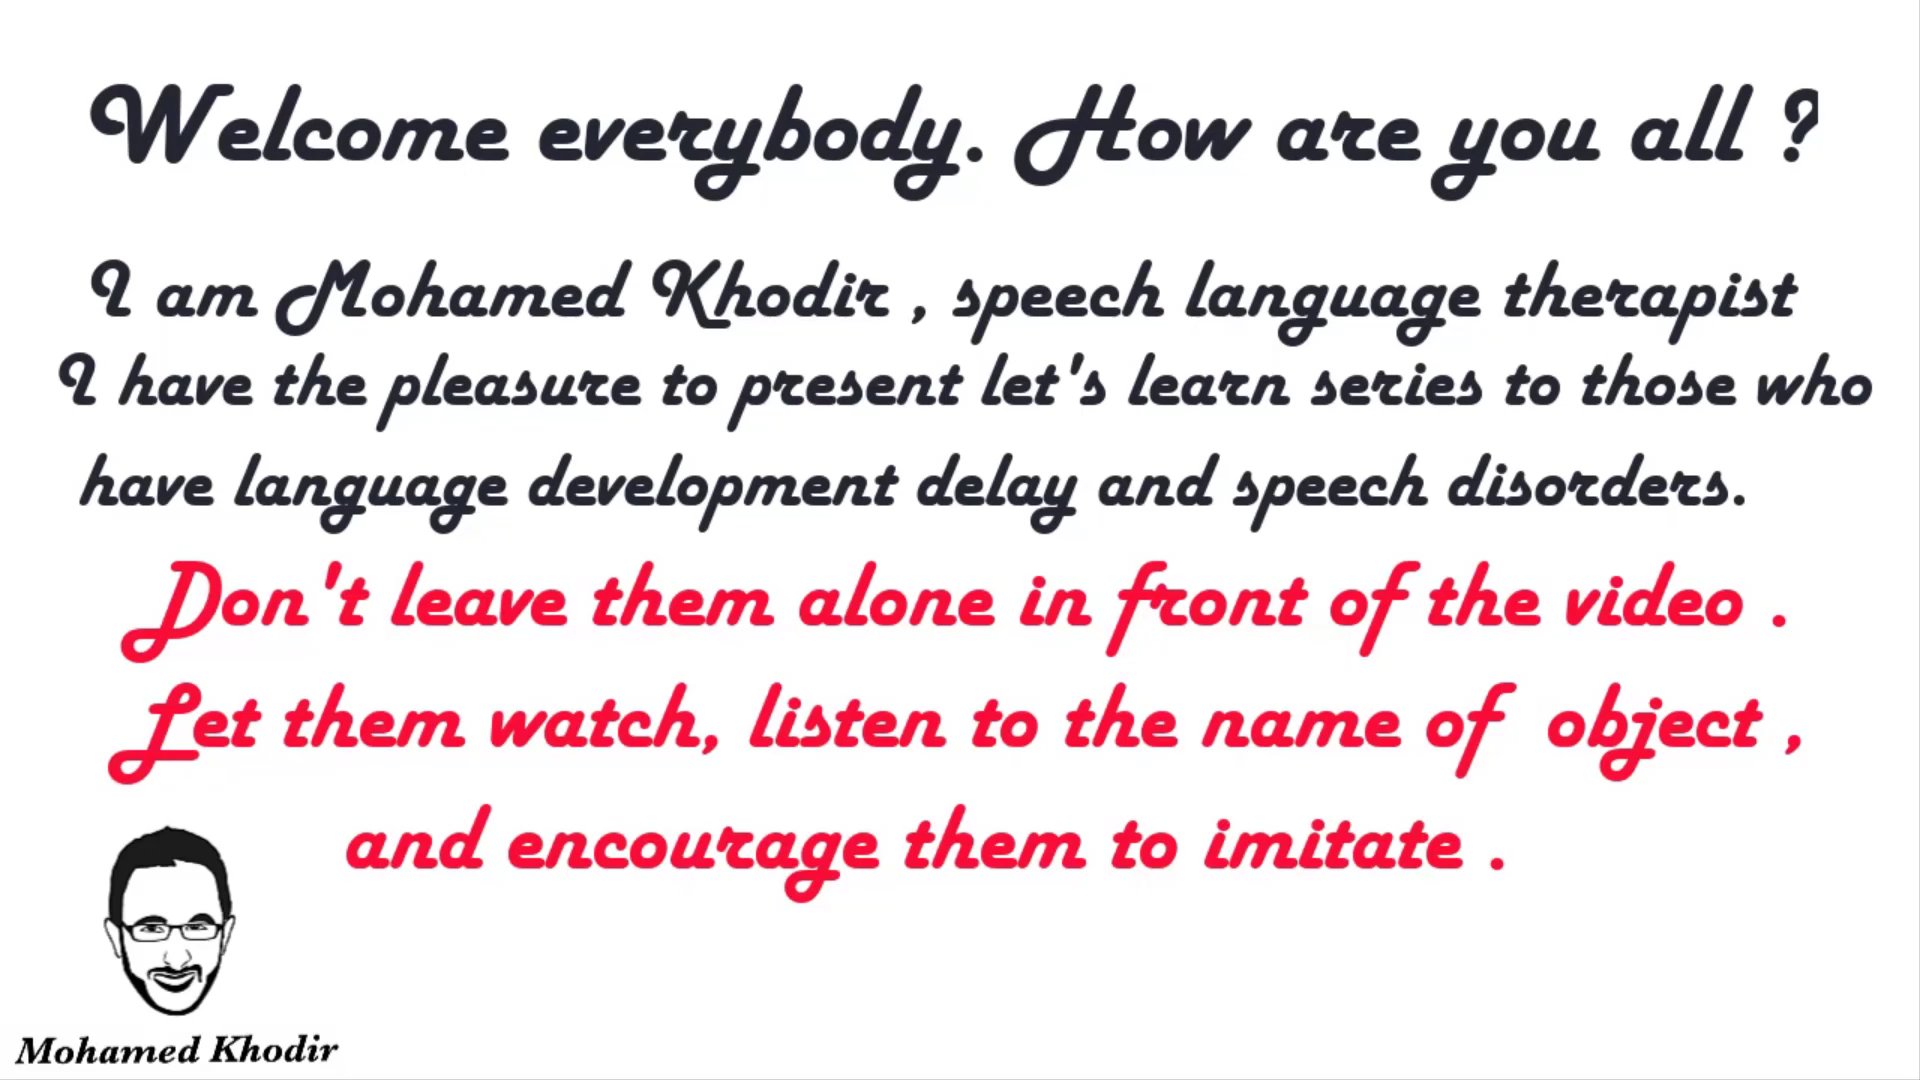 Welcome everybody. How are you all ?
I am Mohamed Khodir , speech language therapist
I have the pleasure to present let's learn series to those who
have language development delay and speech disorders.
Don't leave them alone in front of the video .
Let them watch, listen to the name of object ,
and encourage them to imitate .
Mohamed Khodir